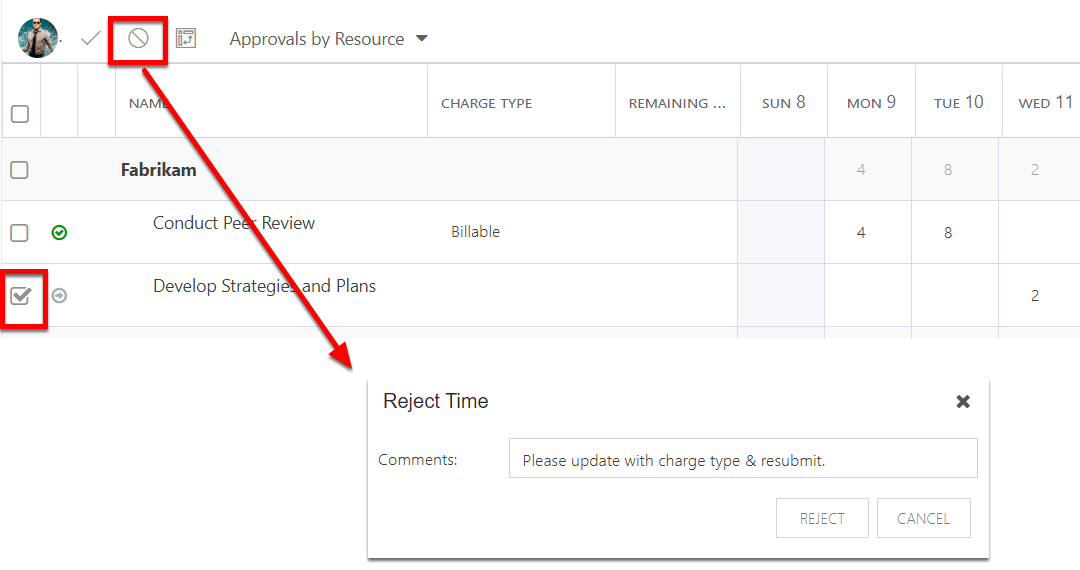 Approvals by Resource
NAME CHARGE TYPE REMAINING ... SUN 8 MON 9 TUE 10 WED 11
Fabrikam 4 8 2
Conduct Peer Review Billable 4 8
Develop Strategies and Plans 2
Reject Time
Comments: Please update with charge type & resubmit.
REJECT CANCEL